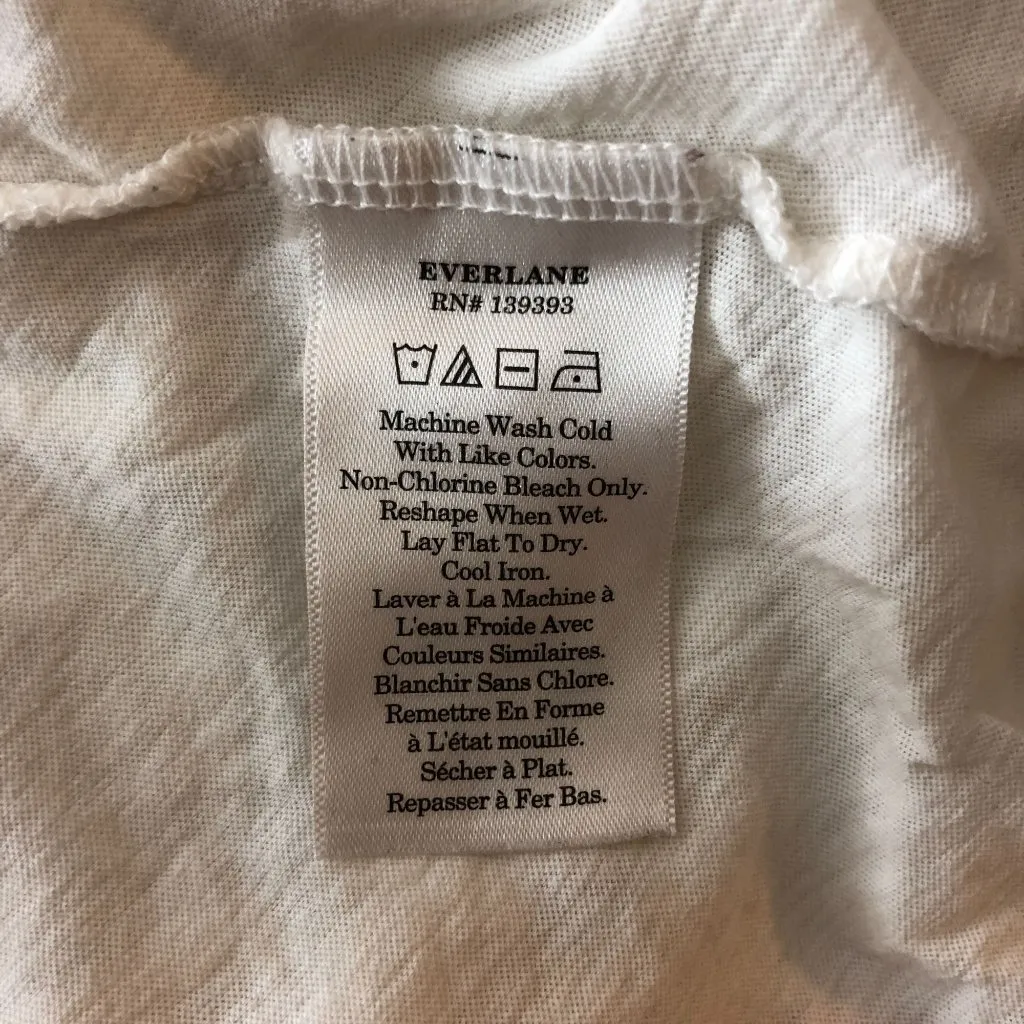 EVERLANE
RN# 139393
Machine Wash Cold
With Like Colors.
Non-Chlorine Bleach Only.
Reshape When Wet.
Lay Flat To Dry.
Cool Iron.
Laver à La Machine à
L'eau Froide Avec
Couleurs Similaires.
Blanchir Sans Chlore.
Remettre En Forme
à L'état mouillé.
Sécher à Plat.
Repasser à Fer Bas.